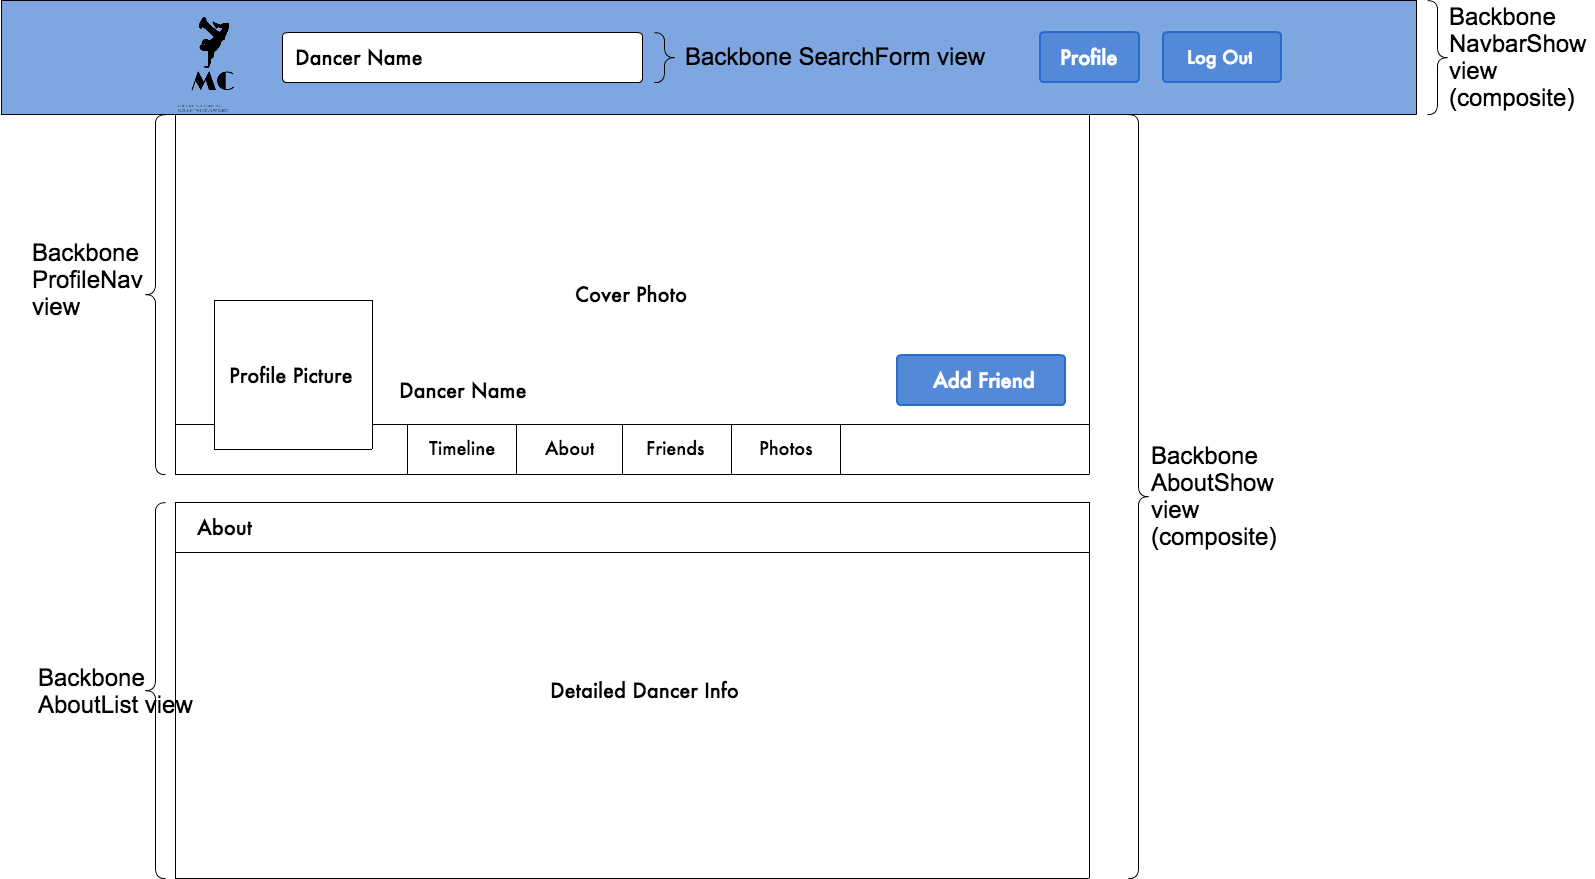 Backbone
NavbarShow
view
(composite)
MC
Dancer Name
Backbone SearchForm view
Profile
Log Out
Backbone
ProfileNav
view
Cover Photo
Profile Picture
Dancer Name
Add Friend
Timeline
About
Friends
Photos
Backbone
AboutShow
view
(composite)
About
Backbone
AboutList view
Detailed Dancer Info